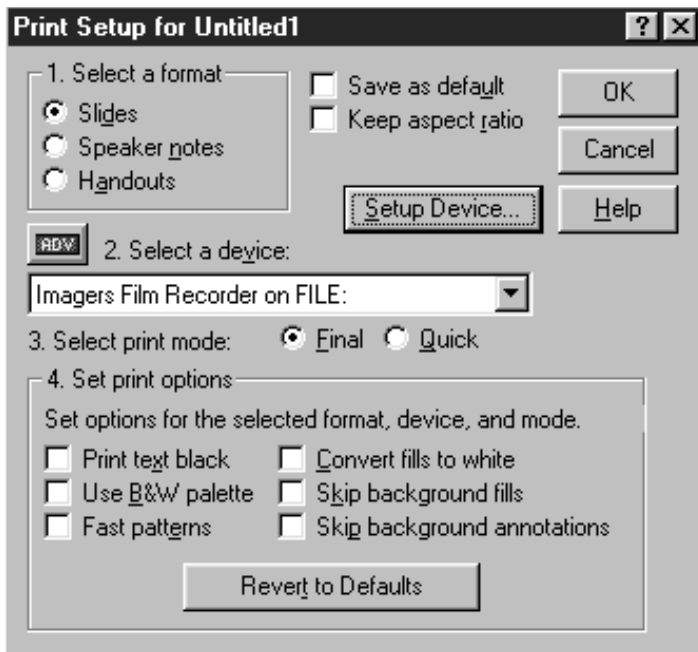 Print Setup for Untitled1
1. Select a format
Slides
Speaker notes
Handouts
Save as default
Keep aspect ratio
OK
Cancel
Setup Device...
Help
ADV
2. Select a device:
Imagers Film Recorder on FILE:
3. Select print mode: Final Quick
4. Set print options
Set options for the selected format, device, and mode.
Print text black Convert fills to white
Use B&W palette Skip background fills
Fast patterns Skip background annotations
Revert to Defaults